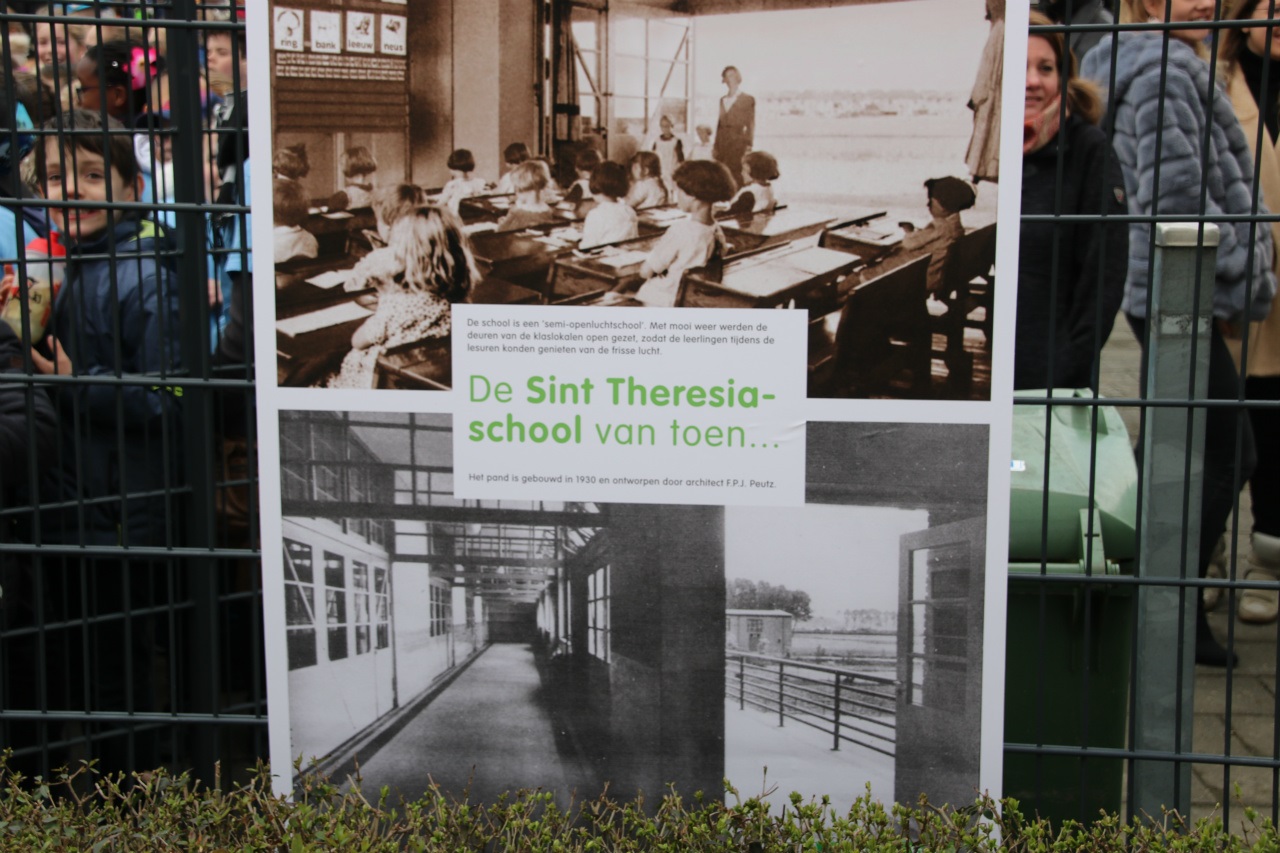 ring bank leeuw neus
De school is een 'semi-openluchtschool'. Met mooi weer werden de
deuren van de klaslokalen open gezet, zodat de leerlingen tijdens de
lesuren konden genieten van de frisse lucht.
De Sint Theresia-
school van toen...
Het pand is gebouwd in 1930 en ontworpen door architect F.P.J. Peutz.